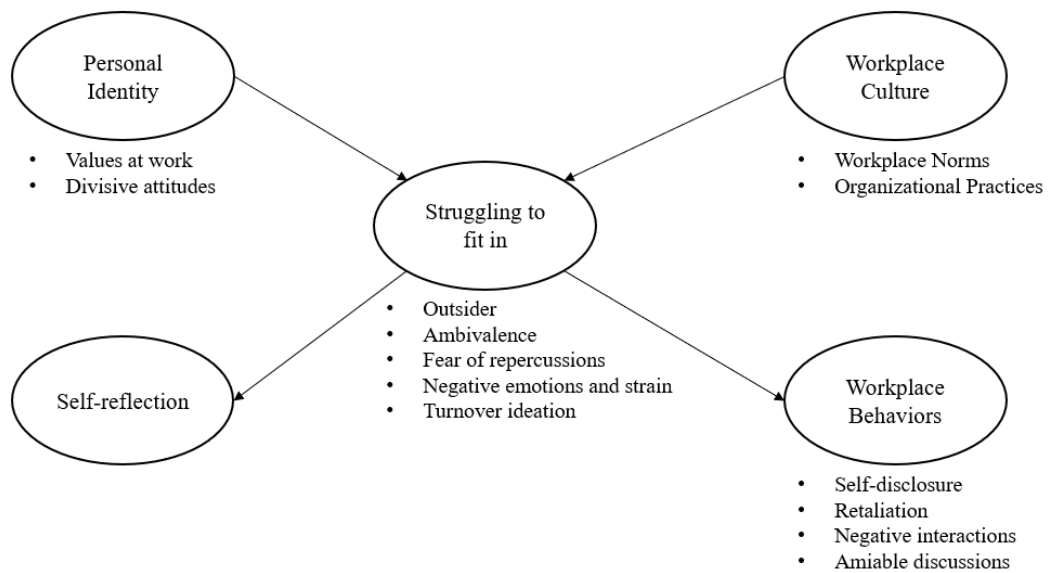 Personal
Identity
• Values at work
• Divisive attitudes
Workplace
Culture
• Workplace Norms
• Organizational Practices
Struggling to
fit in
• Outsider
• Ambivalence
• Fear of repercussions
• Negative emotions and strain
• Turnover ideation
Self-reflection
Workplace
Behaviors
• Self-disclosure
• Retaliation
• Negative interactions
• Amiable discussions